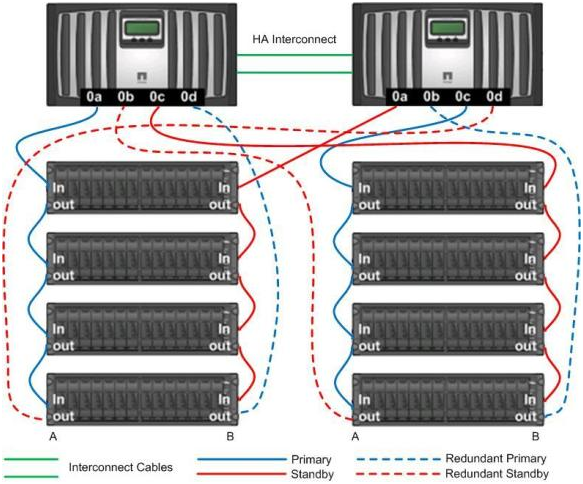 HA Interconnect
0a 0b 0c 0d
0a 0b 0c 0d
In In
out out
In In
out out
In In
out out
In In
out out
In In
out out
In In
out out
In In
out out
In In
out out
A B
A B
Interconnect Cables
Primary
Standby
Redundant Primary
Redundant Standby